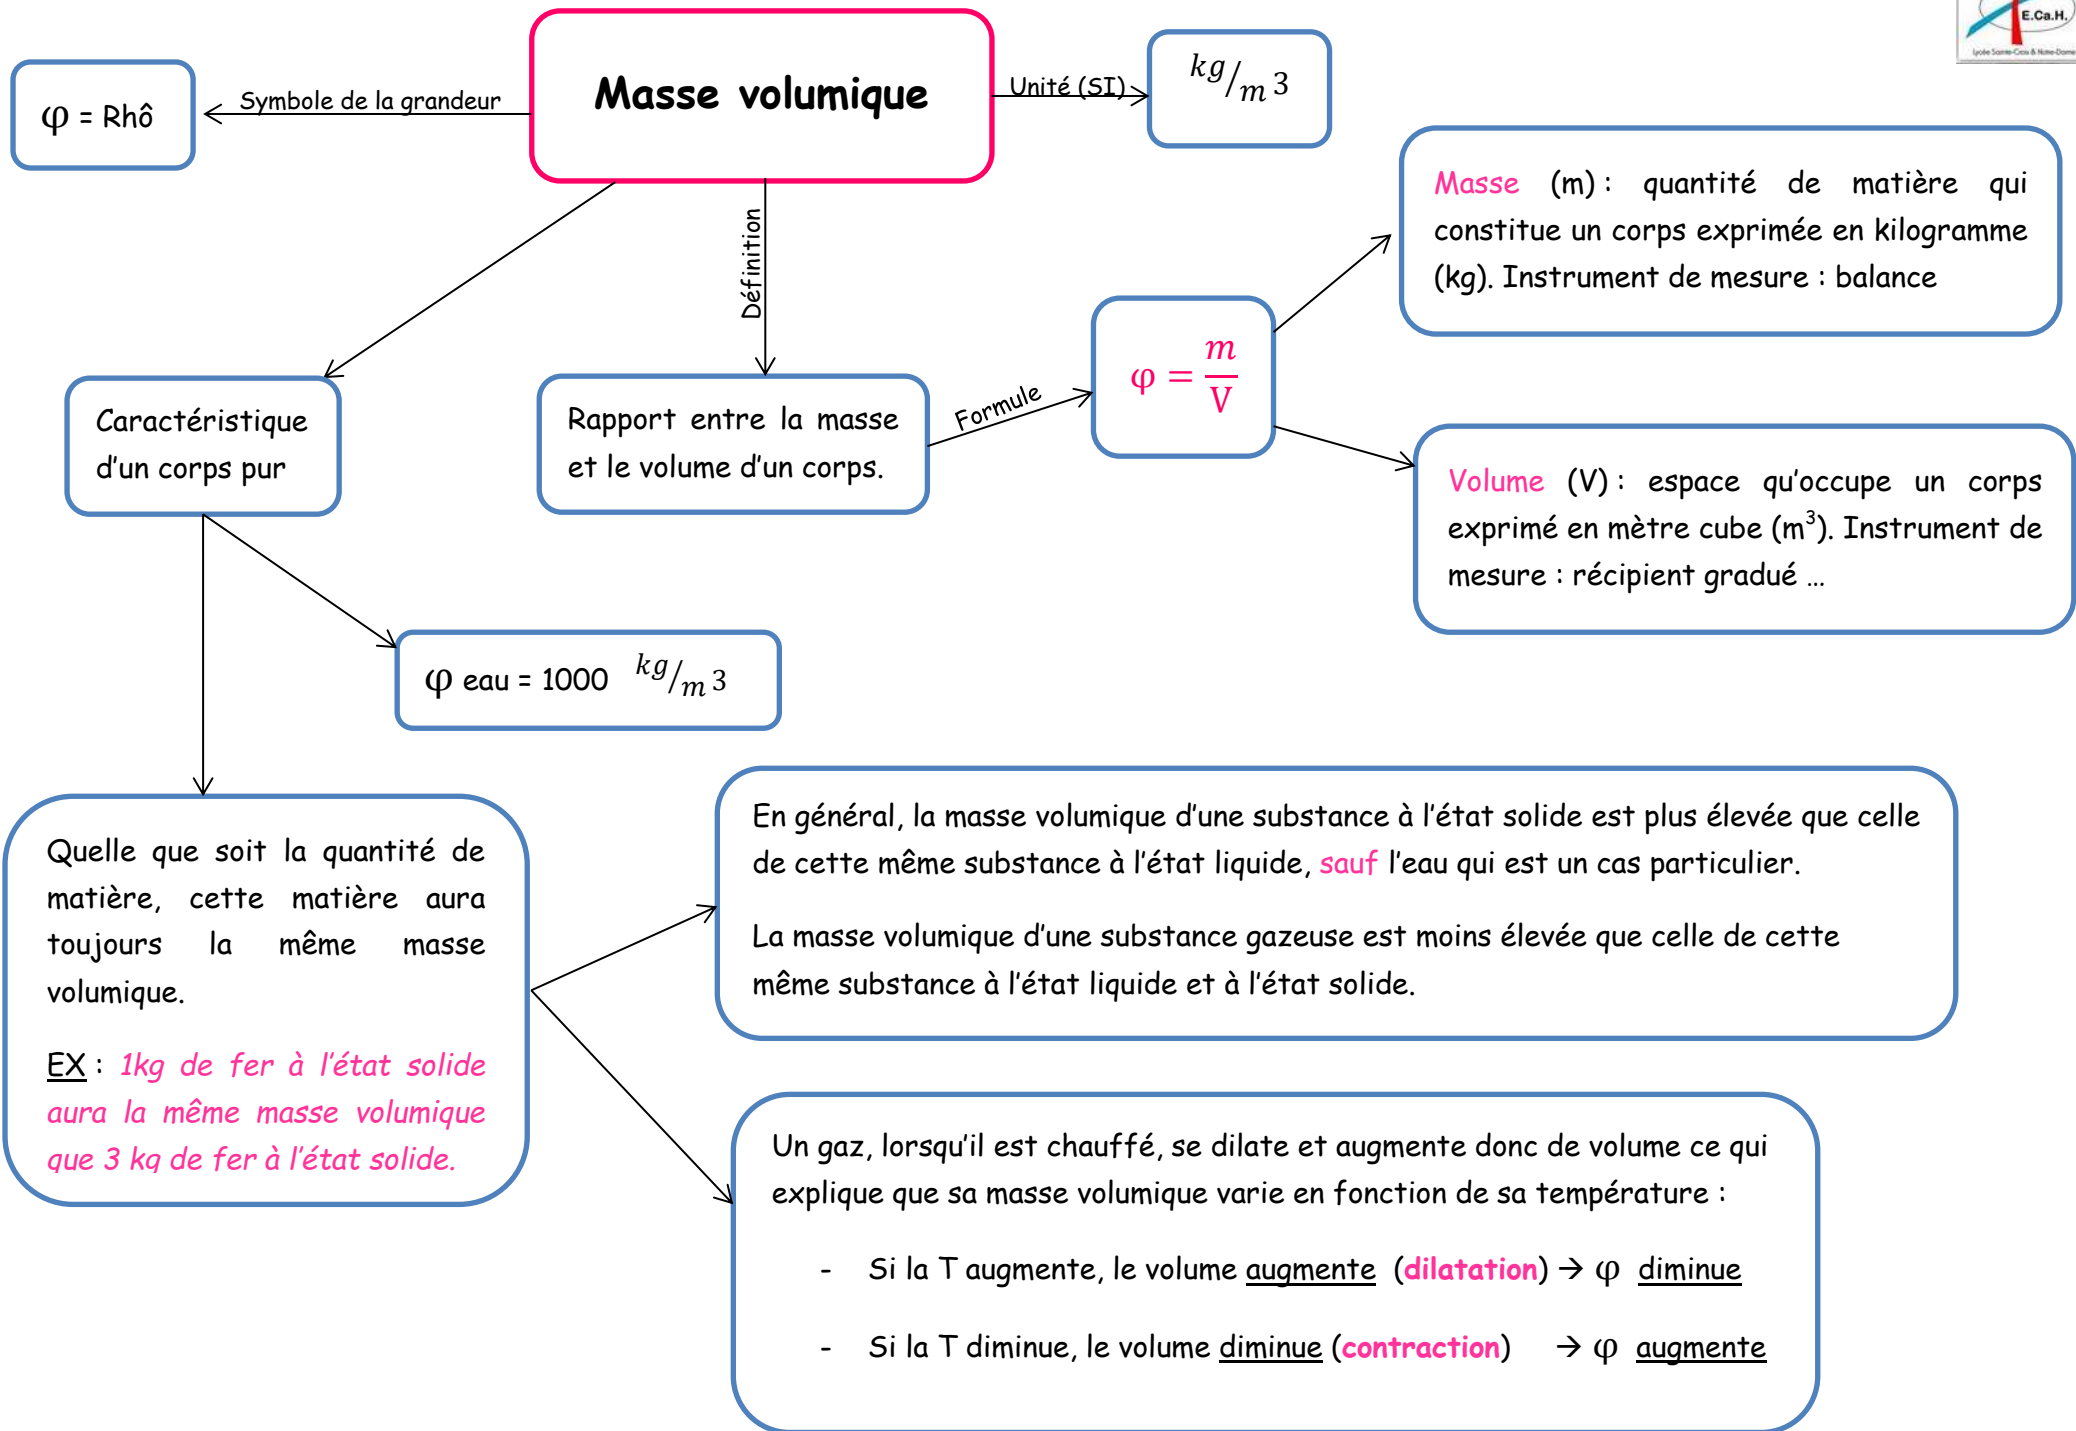 E.Ca.H.
Lycée Sainte-Croix & Notre-Dame
Masse volumique
Symbole de la grandeur
φ = Rhô
Unité (SI)
kg/m 3
Définition
Masse (m) : quantité de matière qui
constitue un corps exprimée en kilogramme
(kg). Instrument de mesure : balance
φ = m/V
Formule
Caractéristique
d'un corps pur
Rapport entre la masse
et le volume d'un corps.
Volume (V) : espace qu'occupe un corps
exprimé en mètre cube (m³). Instrument de
mesure : récipient gradué …
φ eau = 1000 kg/m 3
Quelle que soit la quantité de
matière, cette matière aura
toujours la même masse
volumique.
EX : 1kg de fer à l'état solide
aura la même masse volumique
que 3 kg de fer à l'état solide.
En général, la masse volumique d'une substance à l'état solide est plus élevée que celle
de cette même substance à l'état liquide, sauf l'eau qui est un cas particulier.
La masse volumique d'une substance gazeuse est moins élevée que celle de cette
même substance à l'état liquide et à l'état solide.
Un gaz, lorsqu'il est chauffé, se dilate et augmente donc de volume ce qui
explique que sa masse volumique varie en fonction de sa température :
- Si la T augmente, le volume augmente (dilatation) → φ diminue
- Si la T diminue, le volume diminue (contraction) → φ augmente